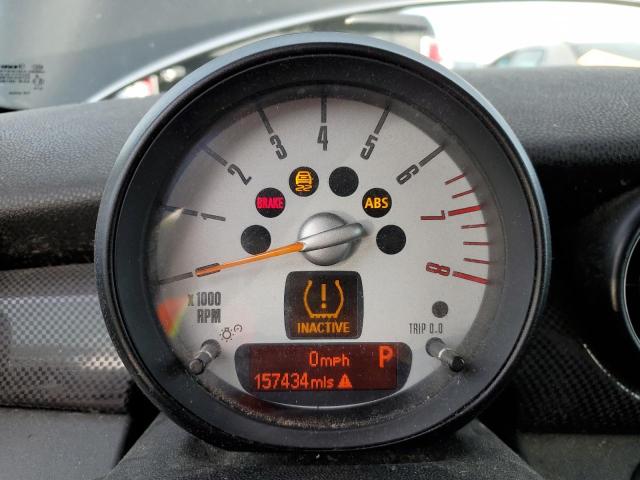 4
3
5
2
6
BRAKE
ABS
1
7
8
x1000
RPM
INACTIVE
TRIP 0.0
0mph
P
157434mls